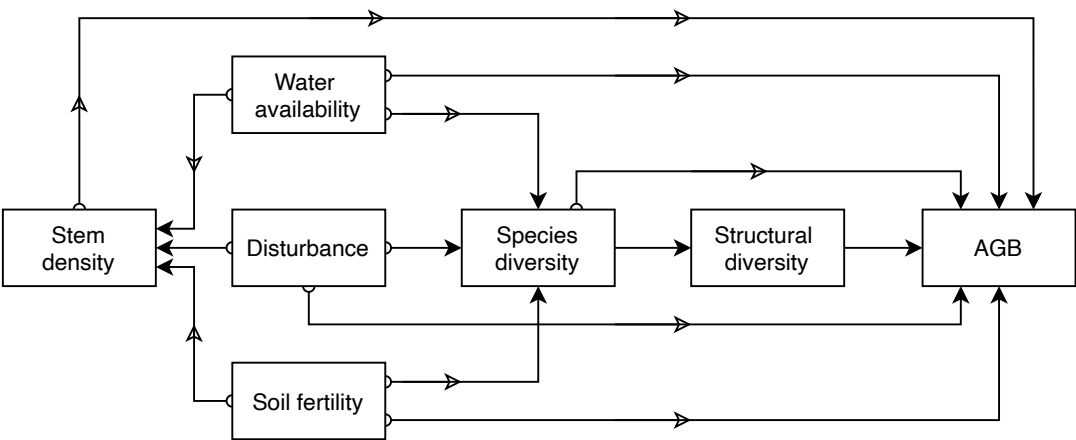 Water
availability
Stem
density
Disturbance
Species
diversity
Structural
diversity
AGB
Soil fertility